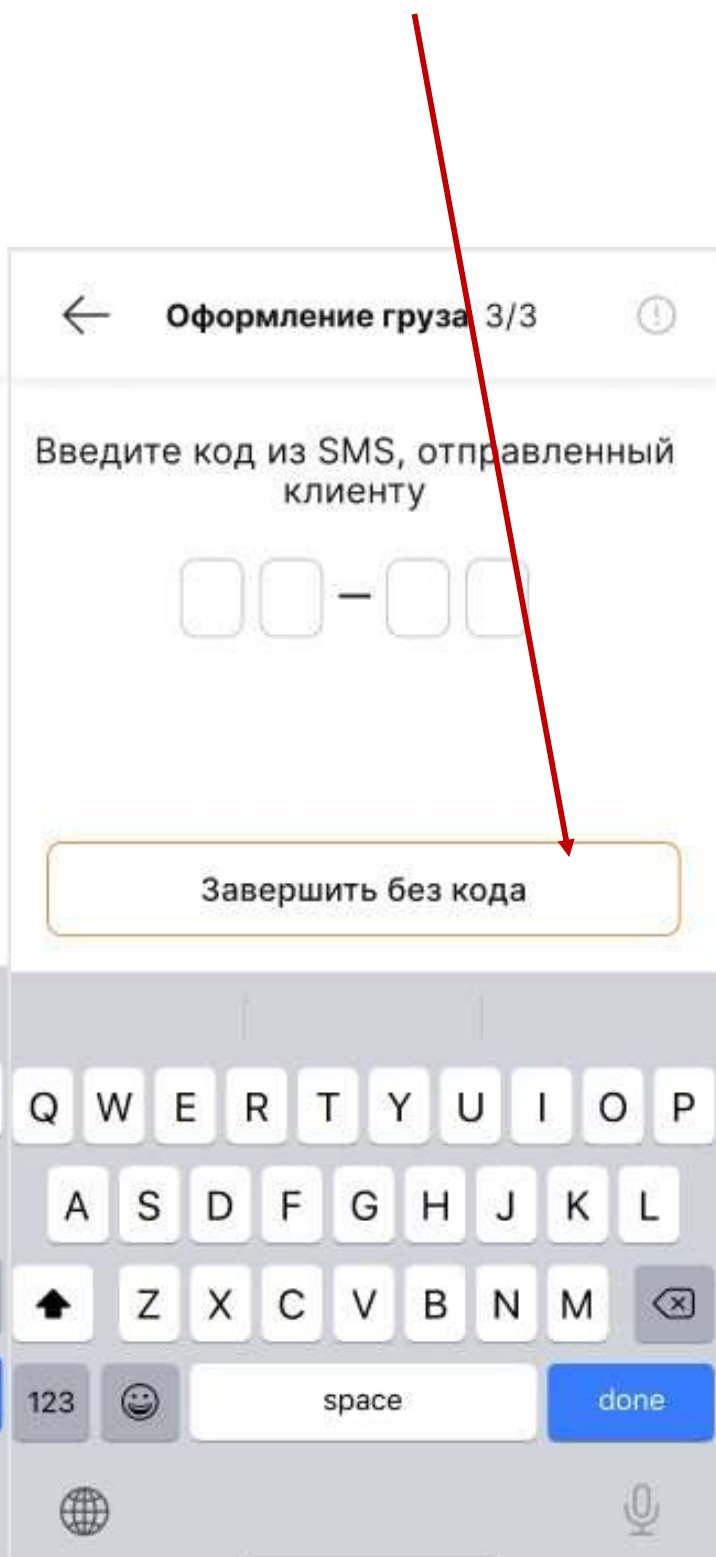 Оформление груза 3/3
Введите код из SMS, отправленный
клиенту
Завершить без кода
Q W E R T Y U I O P
A S D F G H J K L
Z X C V B N M
123 space done